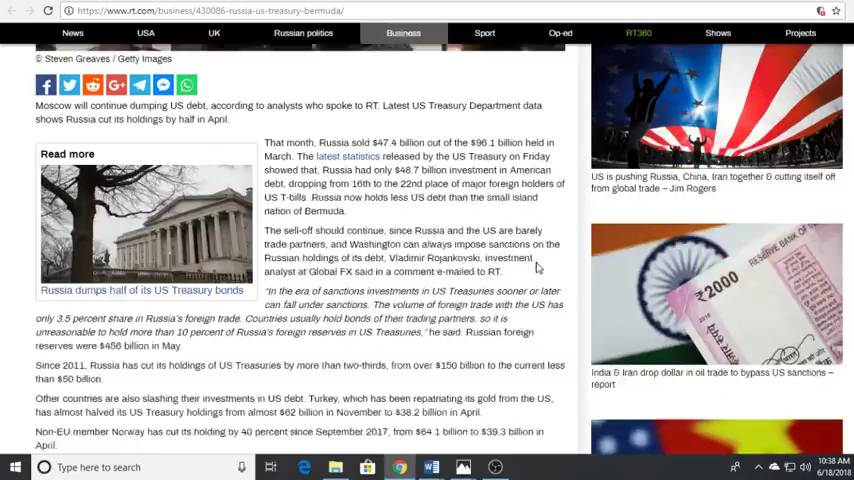 https://www.rt.com/business/430086-russia-us-treasury-bermuda/
News USA UK Russian politics Business Sport Op-ed RT360 Shows Projects
© Steven Greaves / Getty Images
Moscow will continue dumping US debt, according to analysts who spoke to RT. Latest US Treasury Department data
shows Russia cut its holdings by half in April.
Read more
Russia dumps half of its US Treasury bonds
That month, Russia sold $47.4 billion out of the $96.1 billion held in
March. The latest statistics released by the US Treasury on Friday
showed that, Russia had only $48.7 billion investment in American
debt, dropping from 16th to the 22nd place of major foreign holders of
US T-bills. Russia now holds less US debt than the small island
nation of Bermuda.
The sell-off should continue, since Russia and the US are barely
trade partners, and Washington can always impose sanctions on the
Russian holdings of its debt, Vladimir Rojankovski, investment
analyst at Global FX said in a comment e-mailed to RT.
"In the era of sanctions investments in US Treasuries sooner or later
can fall under sanctions. The volume of foreign trade with the US has
only 3.5 percent share in Russia's foreign trade. Countries usually hold bonds of their trading partners, so it is
unreasonable to hold more than 10 percent of Russia's foreign reserves in US Treasuries," he said. Russian foreign
reserves were $456 billion in May.
Since 2011, Russia has cut its holdings of US Treasuries by more than two-thirds, from over $150 billion to the current less
than $50 billion.
Other countries are also slashing their investments in US debt. Turkey, which has been repatriating its gold from the US,
has almost halved its US Treasury holdings from almost $62 billion in November to $38.2 billion in April.
Non-EU member Norway has cut its holding by 40 percent since September 2017, from $64.1 billion to $39.3 billion in
April.
US is pushing Russia, China, Iran together & cutting itself off
from global trade – Jim Rogers
RESERVE BANK OF
₹2000
India & Iran drop dollar in oil trade to bypass US sanctions –
report
Type here to search
10:38 AM
6/18/2018